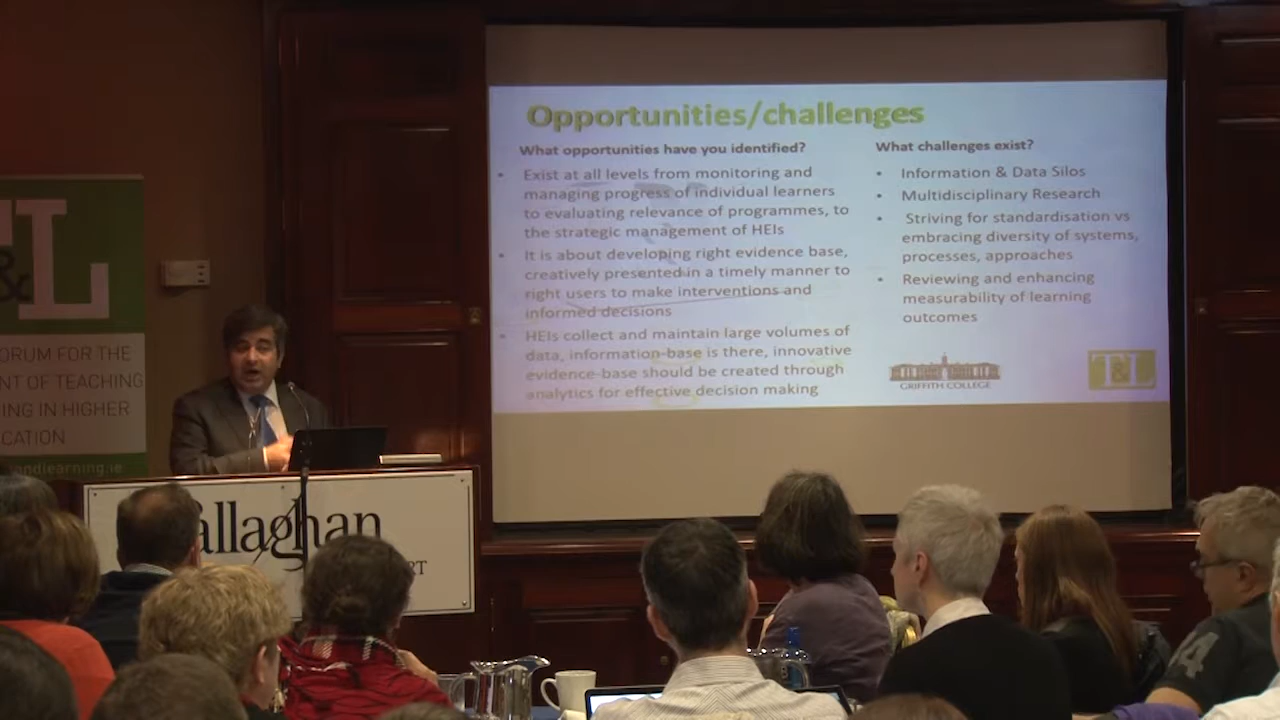 Opportunities/challenges
What opportunities have you identified?
• Exist at all levels from monitoring and
managing progress of individual learners
to evaluating relevance of programmes, to
the strategic management of HEIs
• It is about developing right evidence base,
creatively presented in a timely manner to
right users to make interventions and
informed decisions
• HEIs collect and maintain large volumes of
data, information-base is there, innovative
evidence-base should be created through
analytics for effective decision making
What challenges exist?
• Information & Data Silos
• Multidisciplinary Research
• Striving for standardisation vs
embracing diversity of systems,
processes, approaches
• Reviewing and enhancing
measurability of learning
outcomes
GRIFFITH COLLEGE
T&L
&L
ORUM FOR THE
NT OF TEACHING
ING IN HIGHER
CATION
andlearning.ie
allaghan
RT